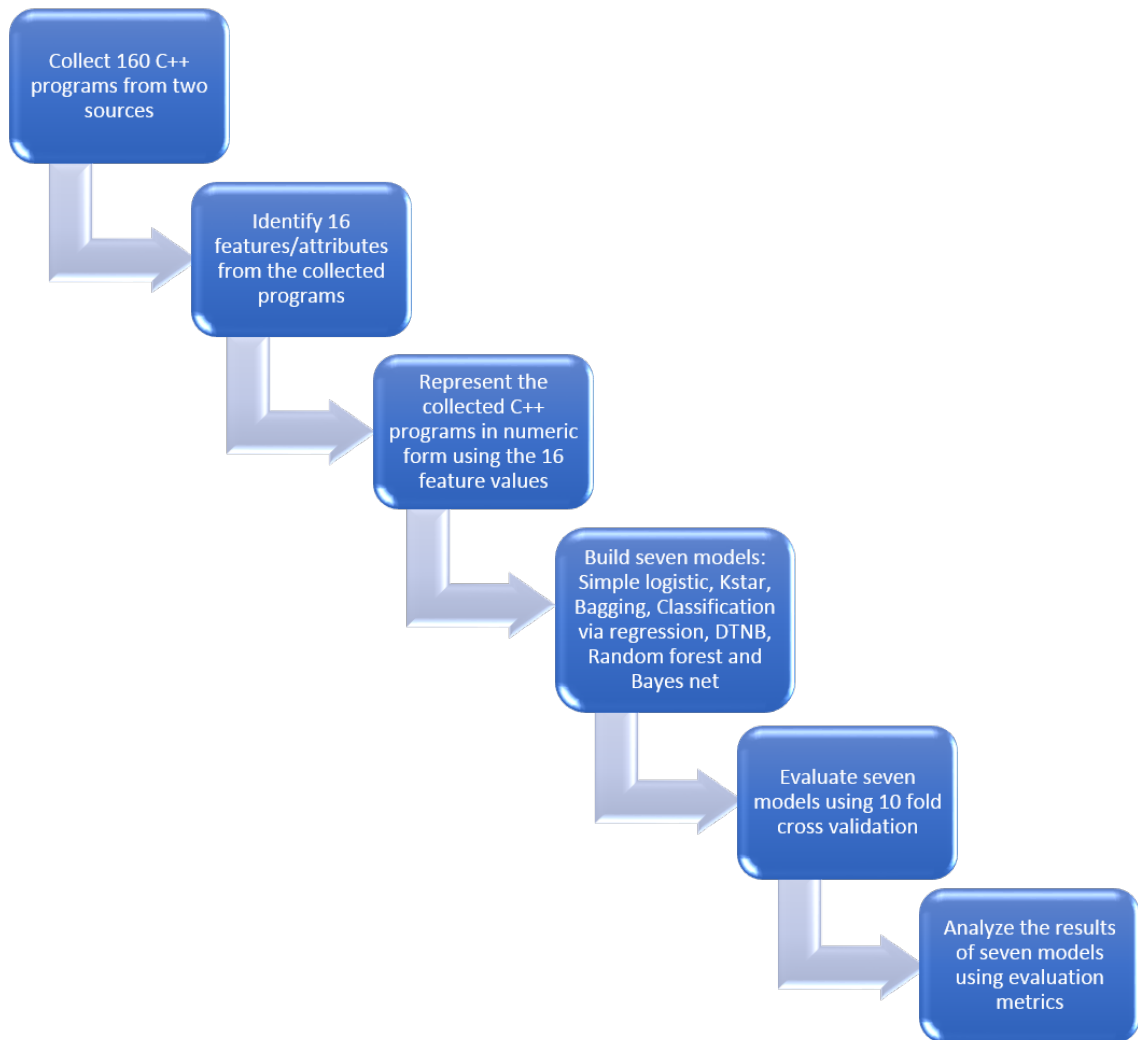 Collect 160 C++
programs from two
sources
Identify 16
features/attributes
from the collected
programs
Represent the
collected C++
programs in numeric
form using the 16
feature values
Build seven models:
Simple logistic, Kstar,
Bagging, Classification
via regression, DTNB,
Random forest and
Bayes net
Evaluate seven
models using 10 fold
cross validation
Analyze the results
of seven models
using evaluation
metrics